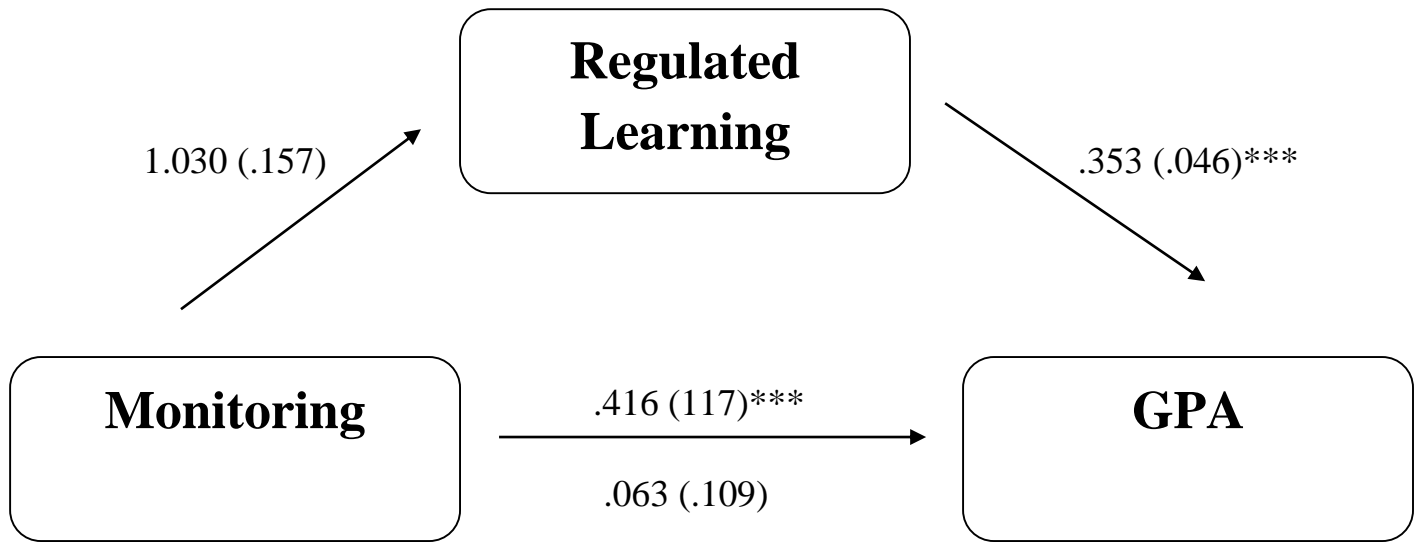 Regulated
Learning
1.030 (.157)
.353 (.046)***
Monitoring
.416 (117)***
GPA
.063 (.109)